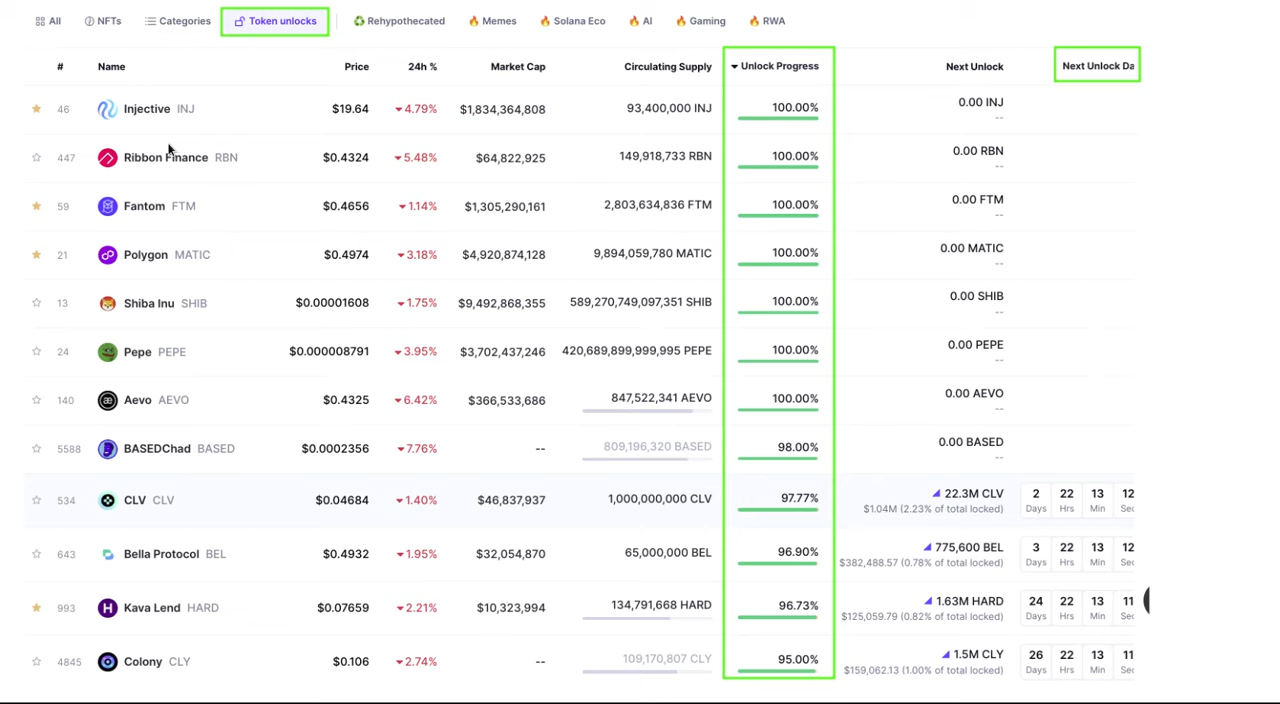 All NFTs Categories Token unlocks Rehypothecated Memes Solana Eco AI Gaming RWA
# Name Price 24h % Market Cap Circulating Supply Unlock Progress Next Unlock Next Unlock Da
46 Injective INJ $19.64 4.79% $1,834,364,808 93,400,000 INJ 100.00% 0.00 INJ
--
447 Ribbon Finance RBN $0.4324 5.48% $64,822,925 149,918,733 RBN 100.00% 0.00 RBN
--
59 Fantom FTM $0.4656 1.14% $1,305,290,161 2,803,634,836 FTM 100.00% 0.00 FTM
--
21 Polygon MATIC $0.4974 3.18% $4,920,874,128 9,894,059,780 MATIC 100.00% 0.00 MATIC
--
13 Shiba Inu SHIB $0.00001608 1.75% $9,492,868,355 589,270,749,097,351 SHIB 100.00% 0.00 SHIB
--
24 Pepe PEPE $0.000008791 3.95% $3,702,437,246 420,689,899,999,995 PEPE 100.00% 0.00 PEPE
--
140 Aevo AEVO $0.4325 6.42% $366,533,686 847,522,341 AEVO 100.00% 0.00 AEVO
--
5588 BASEDChad BASED $0.0002356 7.76% -- 809,196,320 BASED 98.00% 0.00 BASED
--
534 CLV CLV $0.04684 1.40% $46,837,937 1,000,000,000 CLV 97.77% 22.3M CLV 2 22 13 12
$1.04M (2.23% of total locked) Days Hrs Min Sec
643 Bella Protocol BEL $0.4932 1.95% $32,054,870 65,000,000 BEL 96.90% 775,600 BEL 3 22 13 12
$382,488.57 (0.78% of total locked) Days Hrs Min Sec
993 Kava Lend HARD $0.07659 2.21% $10,323,994 134,791,668 HARD 96.73% 1.63M HARD 24 22 13 11
$125,059.79 (0.82% of total locked) Days Hrs Min Sec
4845 Colony CLY $0.106 2.74% -- 109,170,807 CLY 95.00% 1.5M CLY 26 22 13 11
$159,062.13 (1.00% of total locked) Days Hrs Min Sec